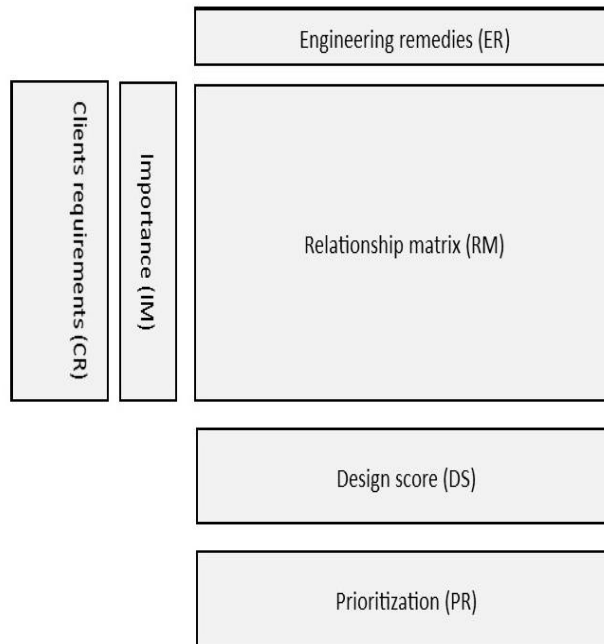 Engineering remedies (ER)
Clients requirements (CR)
Importance (IM)
Relationship matrix (RM)
Design score (DS)
Prioritization (PR)